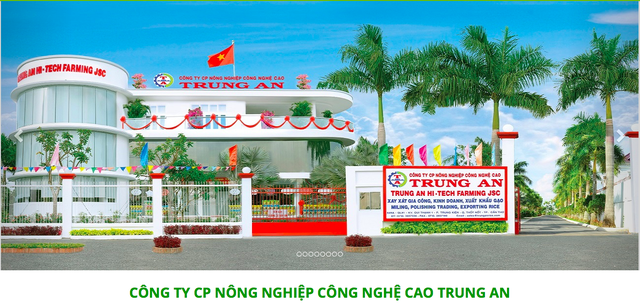 TRUNG AN HI-TECH FARMING JSC
CÔNG TY CP NÔNG NGHIỆP CÔNG NGHỆ CAO
TRUNG AN
CÔNG TY CP NÔNG NGHIỆP CÔNG NGHỆ CAO
TRUNG AN
TRUNG AN HI-TECH FARMING JSC
XAY XÁT GIA CÔNG, KINH DOANH, XUẤT KHẨU GẠO
MILING, POLISHING TRADING, EXPORTING RICE
CÔNG TY CP NÔNG NGHIỆP CÔNG NGHỆ CAO TRUNG AN